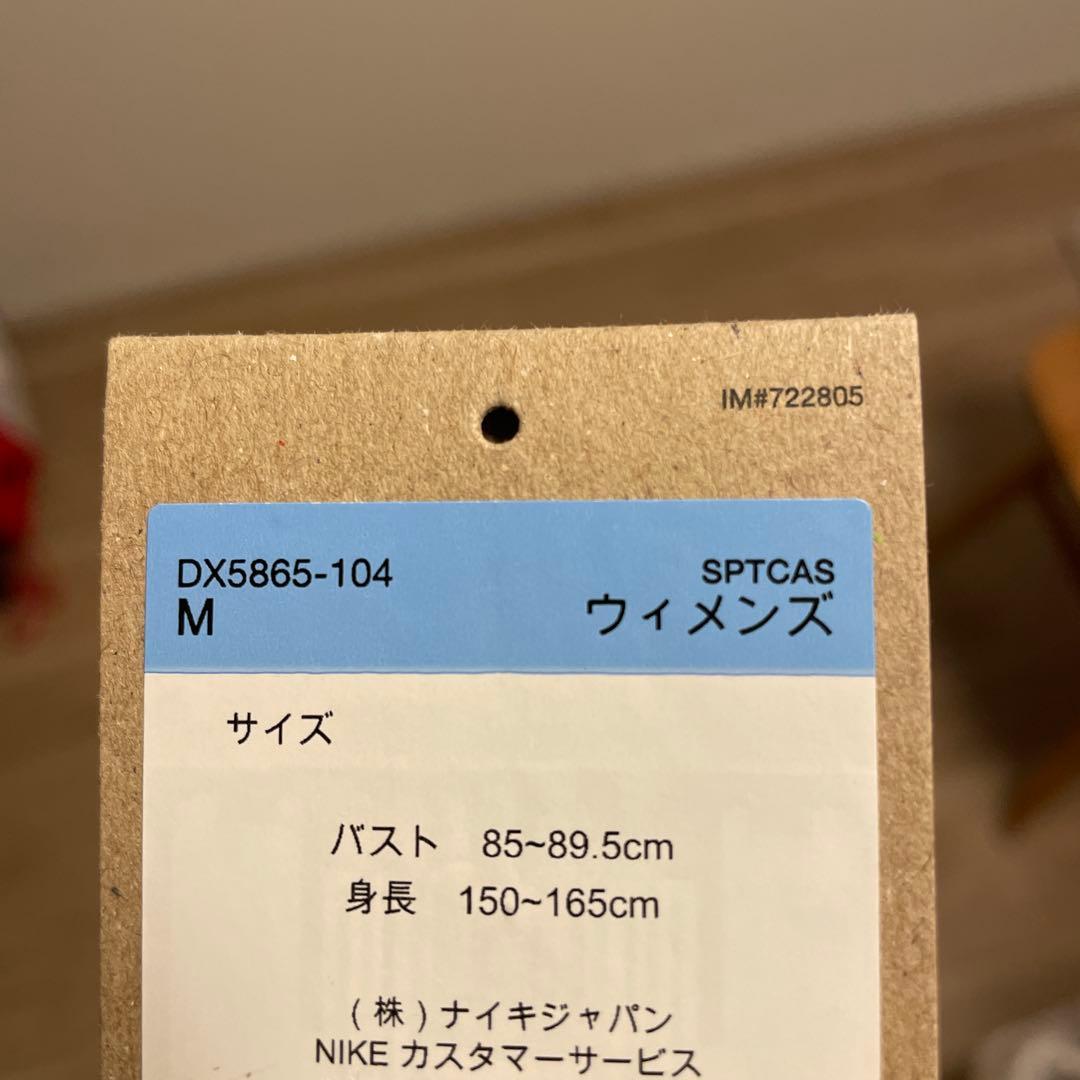 IM#722805
DX5865-104 SPTCAS
M ウィメンズ
サイズ
バスト 85~89.5cm
身長 150~165cm
(株)ナイキジャパン
NIKE カスタマーサービス